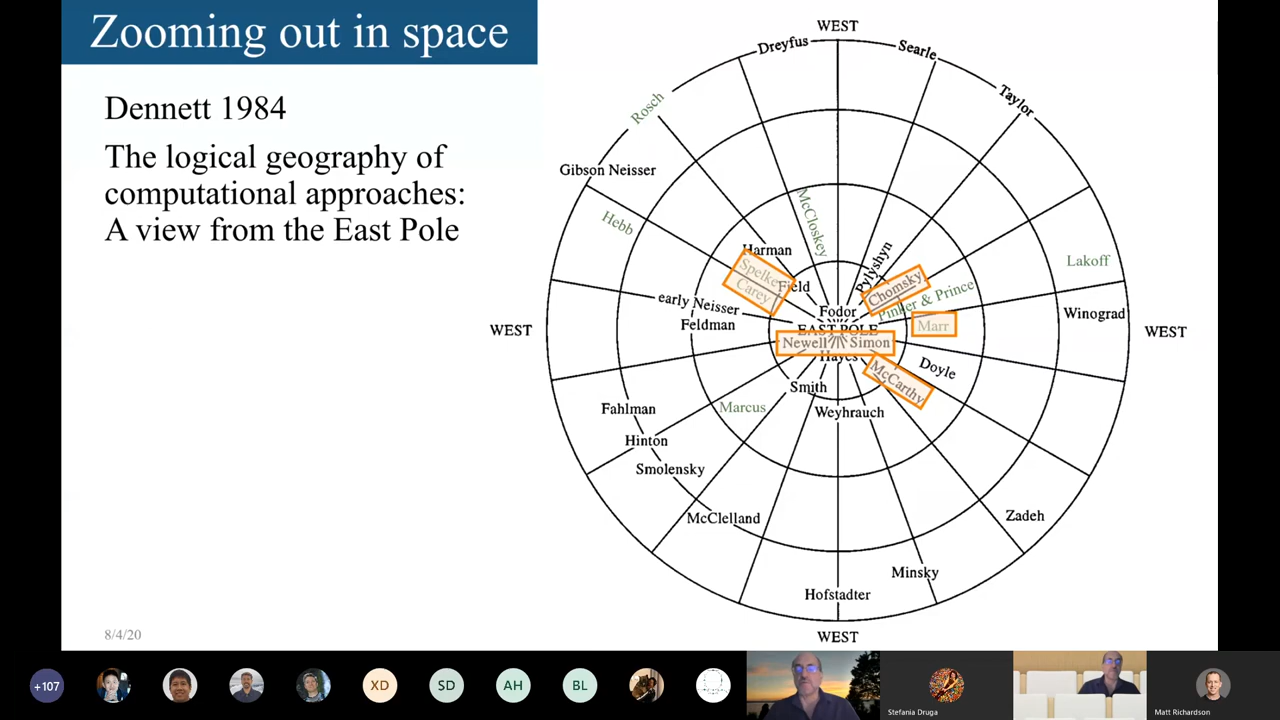 Zooming out in space
Dennett 1984
The logical geography of
computational approaches:
A view from the East Pole
8/4/20
WEST
Dreyfus
Searle
Taylor
Rosch
Gibson Neisser
Hebb
McCloskey
Harman
Pylyshyn
Spelke
Carey
Field
Chomsky
Lakoff
Pinker & Prince
early Neisser
Fodor
Winograd
Feldman
Marr
WEST
EAST POLE
WEST
Newell
Simon
Hayes
Doyle
McCarthy
Smith
Marcus
Weyhrauch
Fahlman
Hinton
Smolensky
McClelland
Zadeh
Minsky
Hofstadter
WEST
+107
XD
SD
AH
BL
Stefania Druga
Matt Richardson